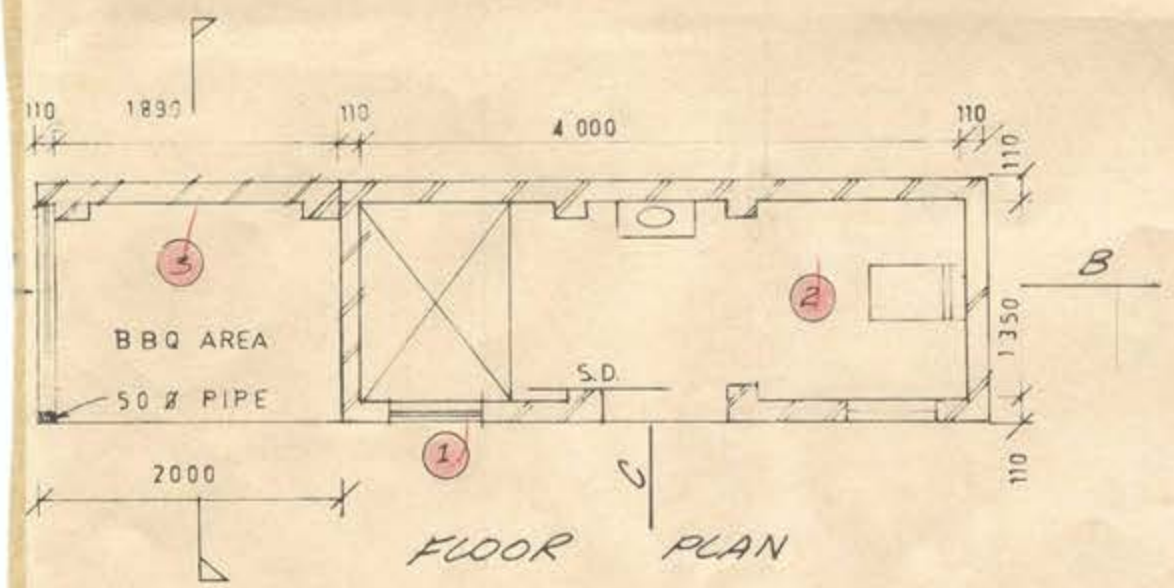 110 1890 110 4 000 110
110
3
2
B
BBQ AREA
1 350
50 Ø PIPE
S.D.
1
110
2000
C
FLOOR PLAN